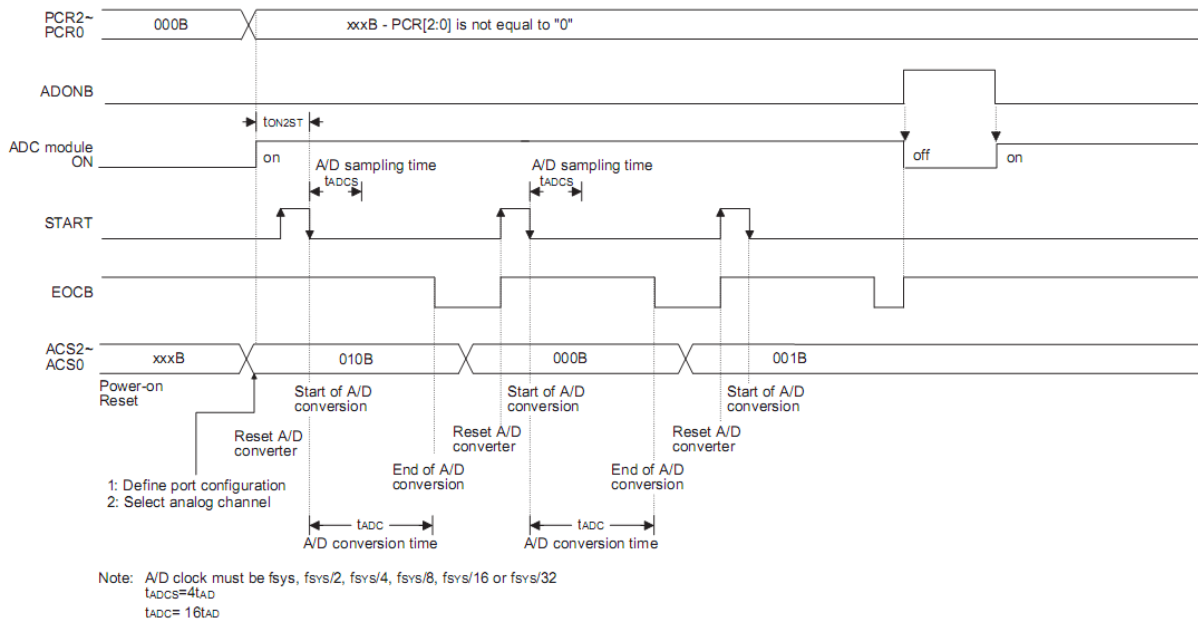 PCR2~
PCR0
000B
xxxB - PCR[2:0] is not equal to "0"
ADONB
tON2ST
ADC module
ON
on
off
on
A/D sampling time
tADCS
A/D sampling time
tADCS
START
EOCB
ACS2~
ACS0
xxxB
010B
000B
001B
Power-on
Reset
Start of A/D
conversion
Start of A/D
conversion
Start of A/D
conversion
Reset A/D
converter
Reset A/D
converter
Reset A/D
converter
End of A/D
conversion
End of A/D
conversion
1: Define port configuration
2: Select analog channel
tADC
A/D conversion time
tADC
A/D conversion time
Note: A/D clock must be fsys, fSYS/2, fSYS/4, fSYS/8, fSYS/16 or fSYS/32
tADCS=4tAD
tADC= 16tAD